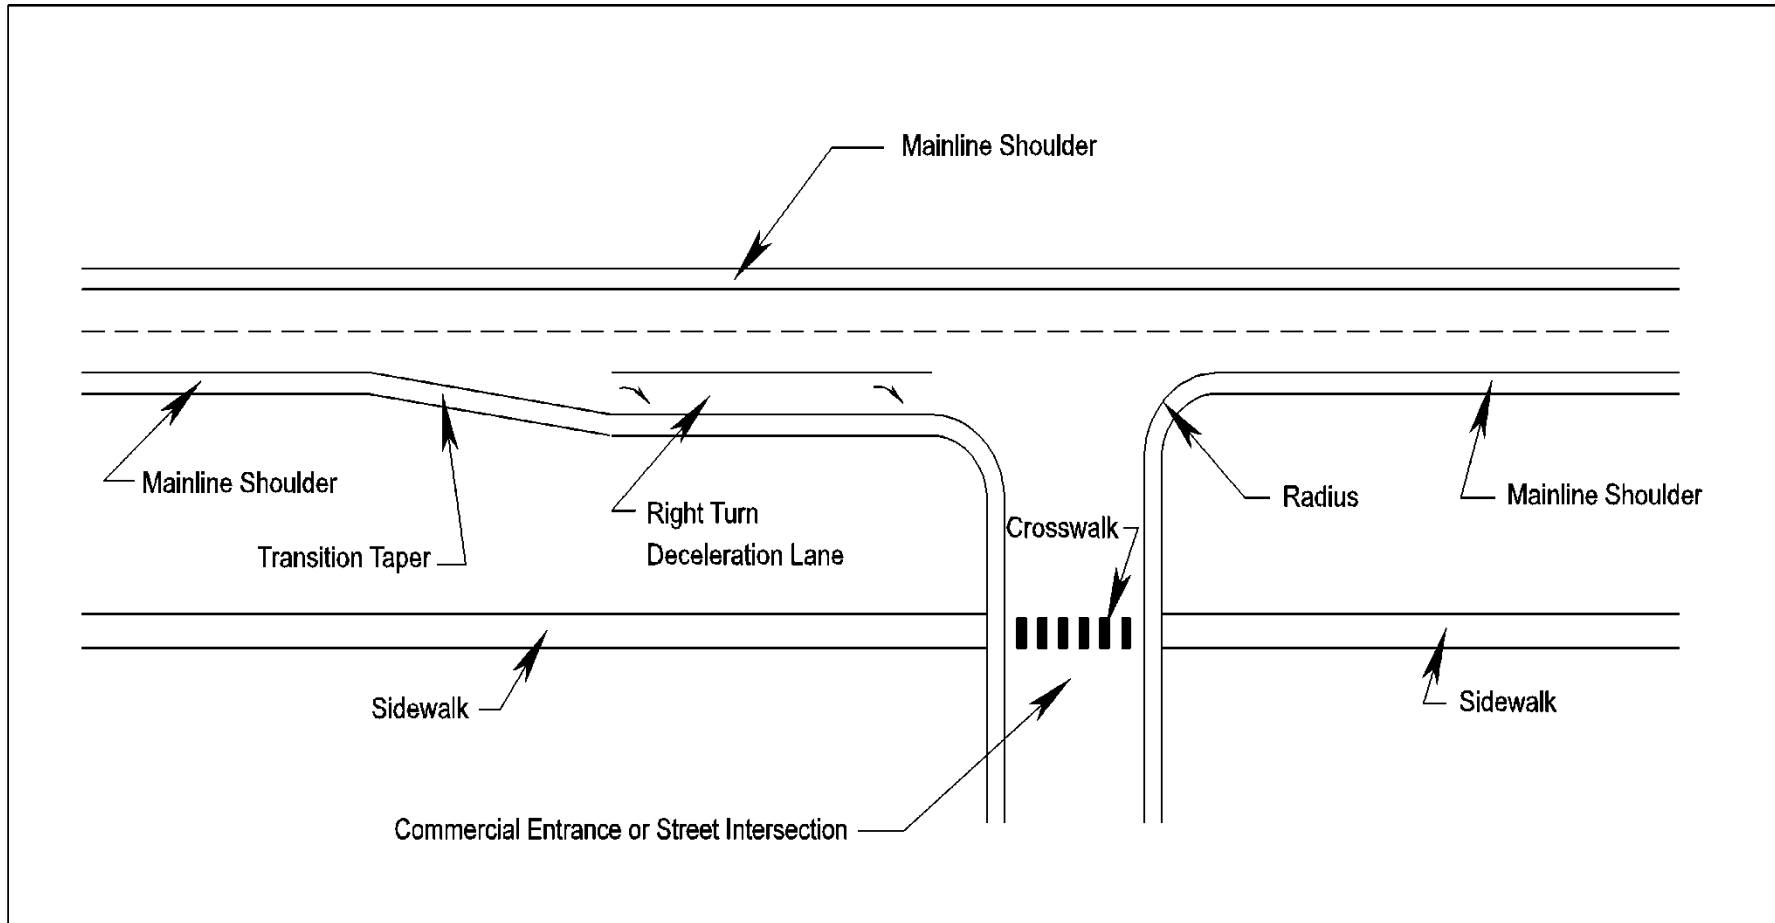 Mainline Shoulder
Mainline Shoulder
Radius
Mainline Shoulder
Right Turn
Deceleration Lane
Crosswalk
Transition Taper
Sidewalk
Sidewalk
Commercial Entrance or Street Intersection